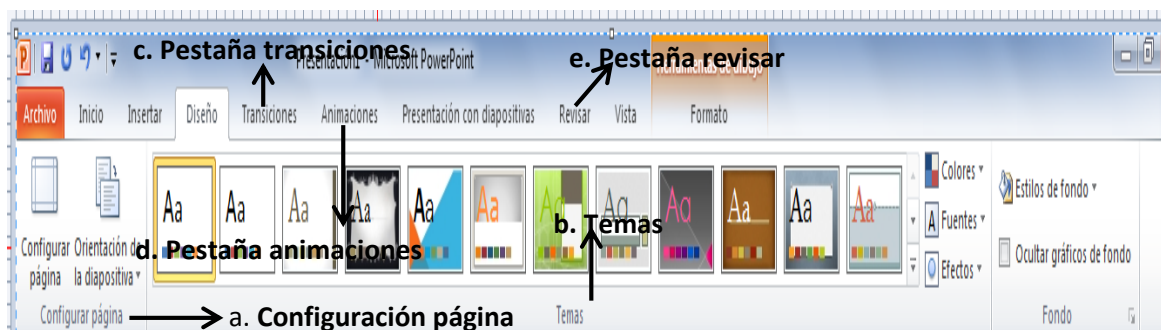 c. Pestaña transiciones
Presentación1 - Microsoft PowerPoint
e. Pestaña revisar
Herramientas de dibujo
Archivo Inicio Insertar Diseño Transiciones Animaciones Presentación con diapositivas Revisar Vista Formato
Aa Aa Aa Aa Aa Aa Aa Aa Aa Aa Aa Aa
Colores
Fuentes
Efectos
Estilos de fondo
Ocultar gráficos de fondo
b. Temas
Configurar página
Orientación de la diapositiva
d. Pestaña animaciones
Configurar página
a. Configuración página
Temas
Fondo